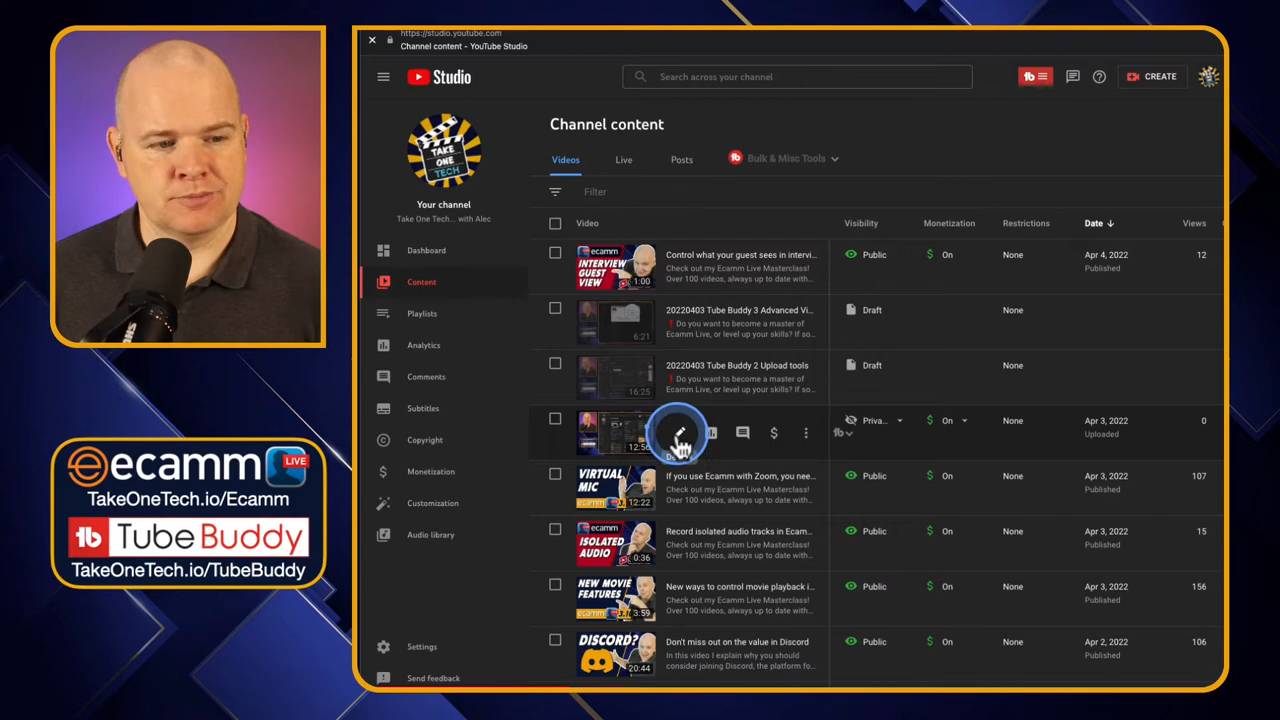 https://studio.youtube.com
Channel content - YouTube Studio
Studio
Search across your channel
tb
CREATE
TAKE
ONE
TECH
Your channel
Take One Tech... with Alec
Dashboard
Content
Playlists
Analytics
Comments
Subtitles
Copyright
Monetization
Customization
Audio library
Settings
Send feedback
Channel content
Videos
Live
Posts
tb
Bulk & Misc Tools
Filter
Video
Visibility
Monetization
Restrictions
Date
Views
ecamm
INTERVIEW
GUEST
VIEW
1:00
Control what your guest sees in intervi...
Check out my Ecamm Live Masterclass!
Over 100 videos, always up to date with...
Public
On
None
Apr 4, 2022
Published
12
6:21
20220403 Tube Buddy 3 Advanced Vi...
❗Do you want to become a master of
Ecamm Live, or level up your skills? If so...
Draft
None
16:25
20220403 Tube Buddy 2 Upload tools
❗Do you want to become a master of
Ecamm Live, or level up your skills? If so...
Draft
None
12:56
tb
Priva...
On
None
Apr 3, 2022
Uploaded
0
VIRTUAL
MIC
ecamm
12:22
If you use Ecamm with Zoom, you nee...
Check out my Ecamm Live Masterclass!
Over 100 videos, always up to date with...
Public
On
None
Apr 3, 2022
Published
107
ecamm
ISOLATED
AUDIO
0:36
Record isolated audio tracks in Ecam...
Check out my Ecamm Live Masterclass!
Over 100 videos, always up to date with...
Public
On
None
Apr 3, 2022
Published
15
NEW MOVIE
FEATURES
ecamm
3:59
New ways to control movie playback i...
Check out my Ecamm Live Masterclass!
Over 100 videos, always up to date with...
Public
On
None
Apr 3, 2022
Published
156
DISCORD?
20:44
Don't miss out on the value in Discord
In this video I explain why you should
consider joining Discord, the platform fo...
Public
On
None
Apr 2, 2022
Published
106
ecamm
LIVE
TakeOneTech.io/Ecamm
tb
TubeBuddy
TakeOneTech.io/TubeBuddy